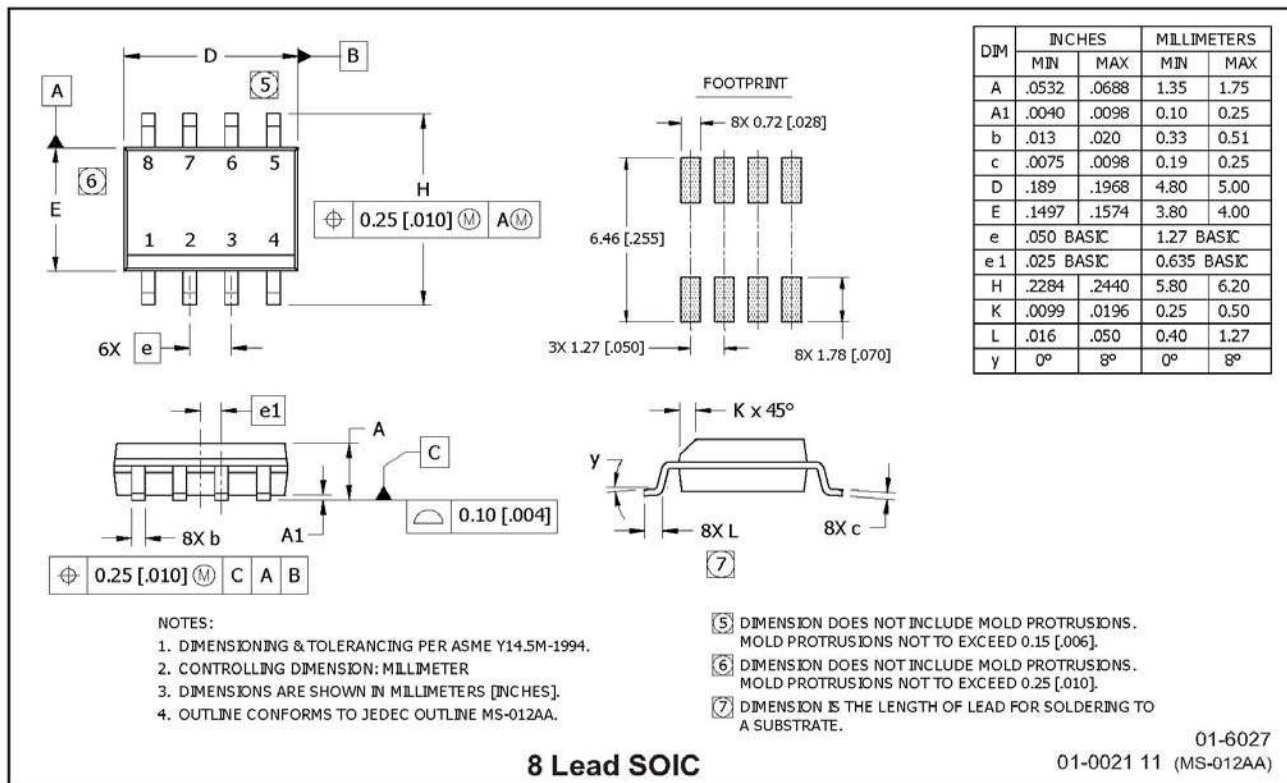 D
B
5
A
8 7 6 5
6
E
H
⌖ 0.25 [.010] Ⓜ AⓂ
1 2 3 4
6X e
FOOTPRINT
8X 0.72 [.028]
6.46 [.255]
3X 1.27 [.050]
8X 1.78 [.070]
DIM INCHES MILLIMETERS
MIN MAX MIN MAX
A .0532 .0688 1.35 1.75
A1 .0040 .0098 0.10 0.25
b .013 .020 0.33 0.51
c .0075 .0098 0.19 0.25
D .189 .1968 4.80 5.00
E .1497 .1574 3.80 4.00
e .050 BASIC 1.27 BASIC
e 1 .025 BASIC 0.635 BASIC
H .2284 .2440 5.80 6.20
K .0099 .0196 0.25 0.50
L .016 .050 0.40 1.27
y 0° 8° 0° 8°
e1
A
C
0.10 [.004]
8X b
A1
⌖ 0.25 [.010] Ⓜ C A B
K x 45°
y
8X L
8X c
7
NOTES:
1. DIMENSIONING & TOLERANCING PER ASME Y14.5M-1994.
2. CONTROLLING DIMENSION: MILLIMETER
3. DIMENSIONS ARE SHOWN IN MILLIMETERS [INCHES].
4. OUTLINE CONFORMS TO JEDEC OUTLINE MS-012AA.
5 DIMENSION DOES NOT INCLUDE MOLD PROTRUSIONS.
MOLD PROTRUSIONS NOT TO EXCEED 0.15 [.006].
6 DIMENSION DOES NOT INCLUDE MOLD PROTRUSIONS.
MOLD PROTRUSIONS NOT TO EXCEED 0.25 [.010].
7 DIMENSION IS THE LENGTH OF LEAD FOR SOLDERING TO
A SUBSTRATE.
8 Lead SOIC
01-6027
01-0021 11 (MS-012AA)